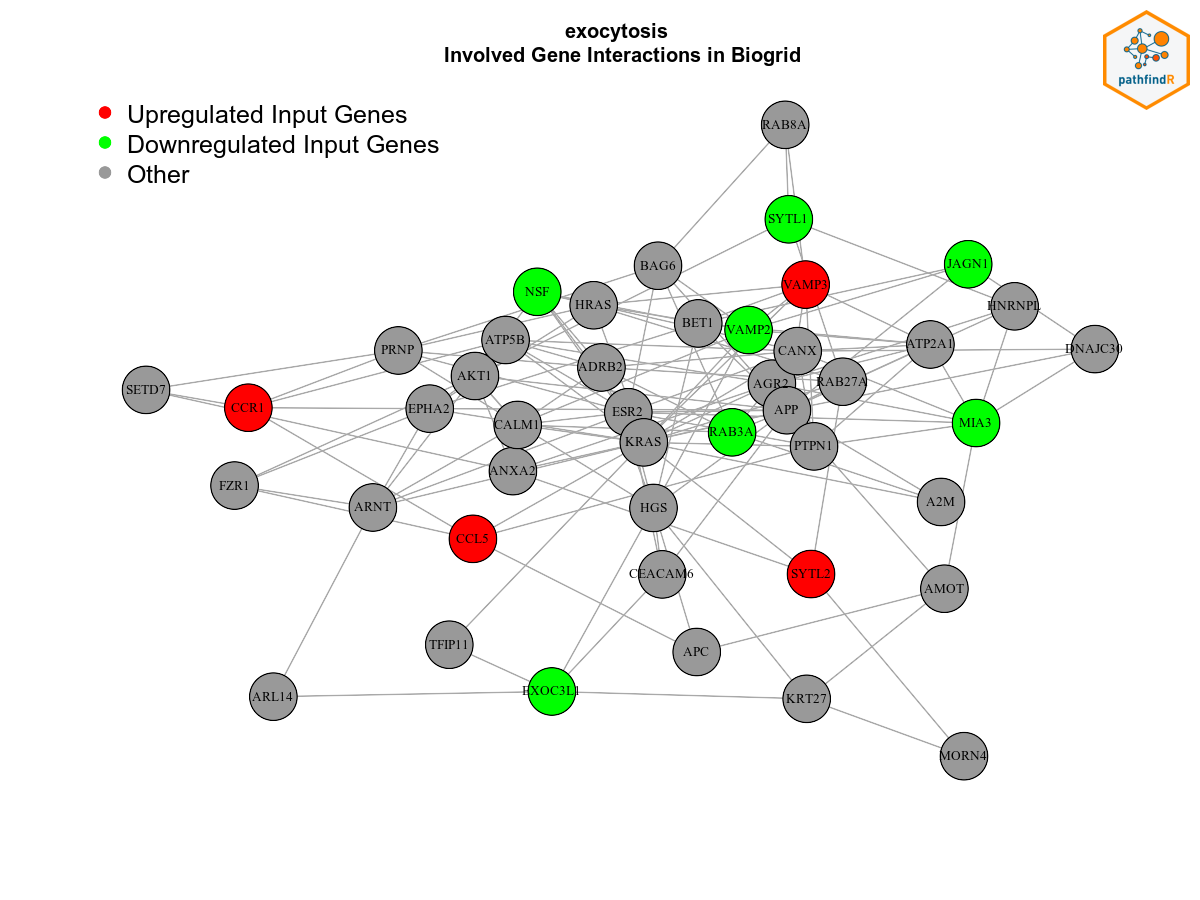 exocytosis
Involved Gene Interactions in Biogrid
pathfindR
Upregulated Input Genes
Downregulated Input Genes
Other
RAB8A
SYTL1
BAG6
JAGN1
VAMP3
NSF
HRAS
HNRNPL
BET1
VAMP2
ATP5B
ATP2A1
PRNP
CANX
DNAJC30
ADRB2
AKT1
AGR2
RAB27A
SETD7
CCR1
EPHA2
ESR2
APP
CALM1
RAB3A
MIA3
KRAS
PTPN1
ANXA2
FZR1
A2M
ARNT
HGS
CCL5
CEACAM6
SYTL2
AMOT
TFIP11
APC
ARL14
EXOC3L1
KRT27
MORN4